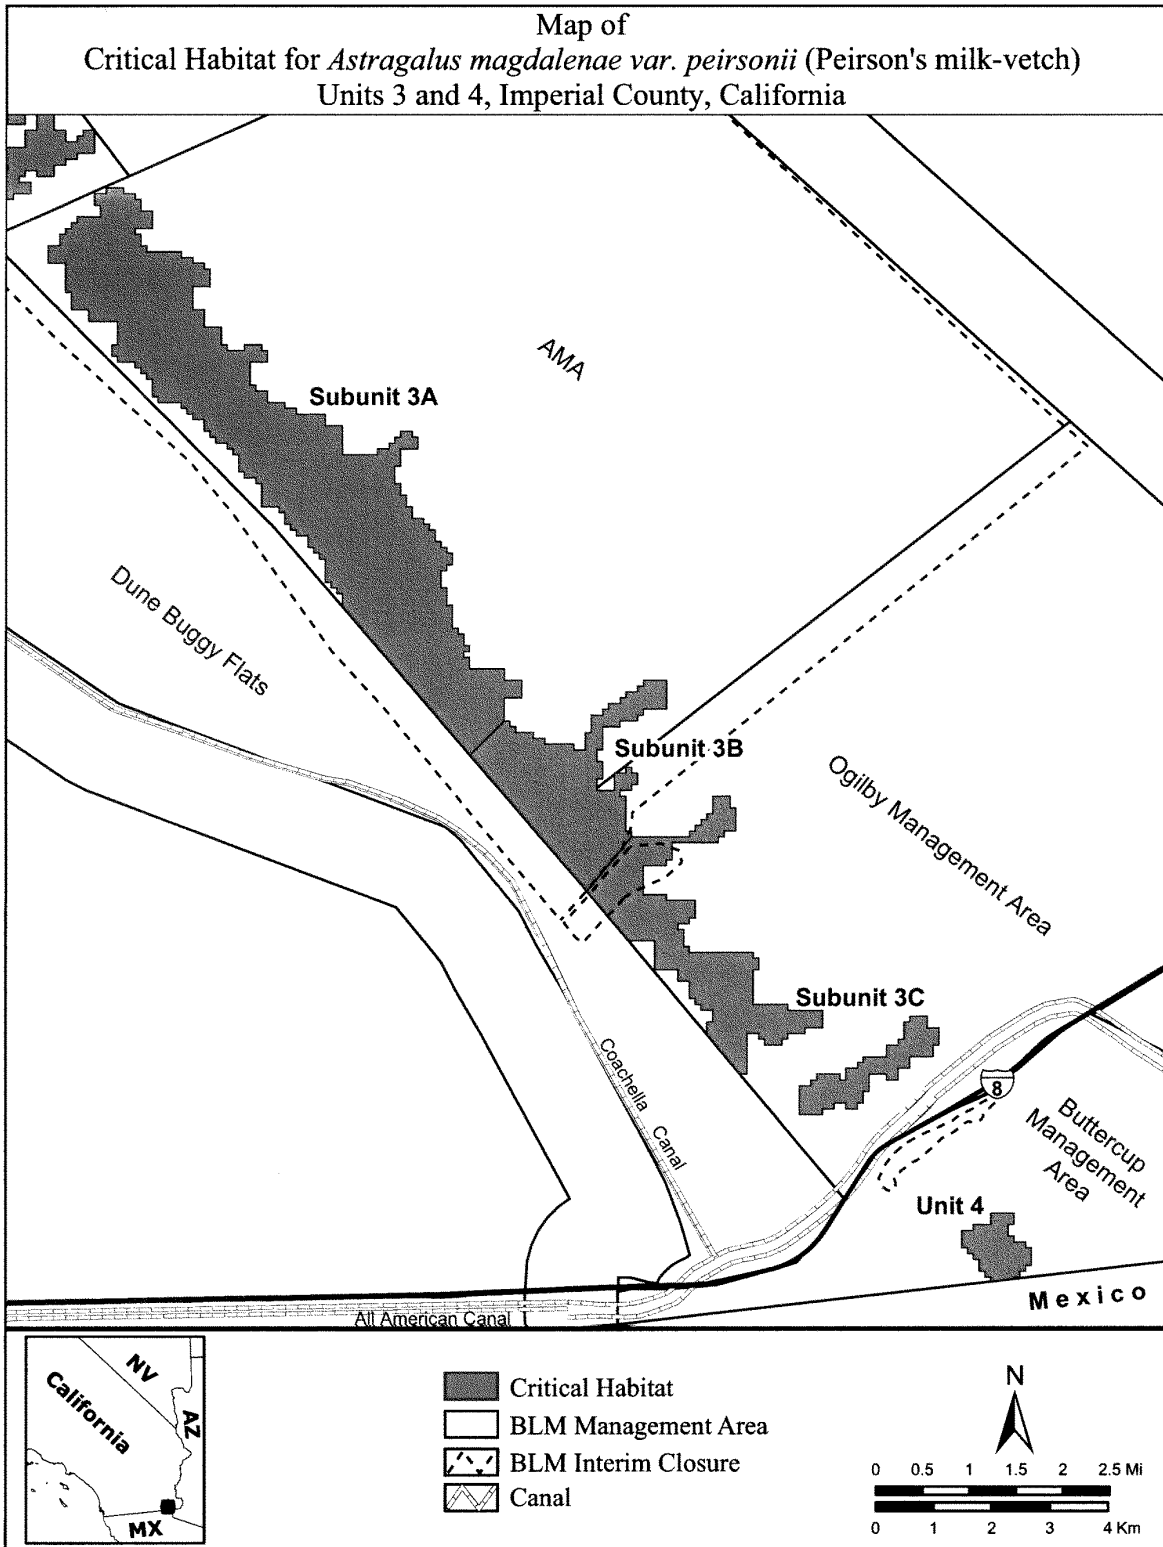 Map of
Critical Habitat for Astragalus magdalenae var. peirsonii (Peirson's milk-vetch)
Units 3 and 4, Imperial County, California
AMA
Subunit 3A
Dune Buggy Flats
Subunit 3B
Ogilby Management Area
Subunit 3C
Coachella Canal
8
Buttercup
Management
Area
Unit 4
Mexico
All American Canal
NV
California
AZ
MX
Critical Habitat
BLM Management Area
BLM Interim Closure
Canal
N
0 0.5 1 1.5 2 2.5 Mi
0 1 2 3 4 Km